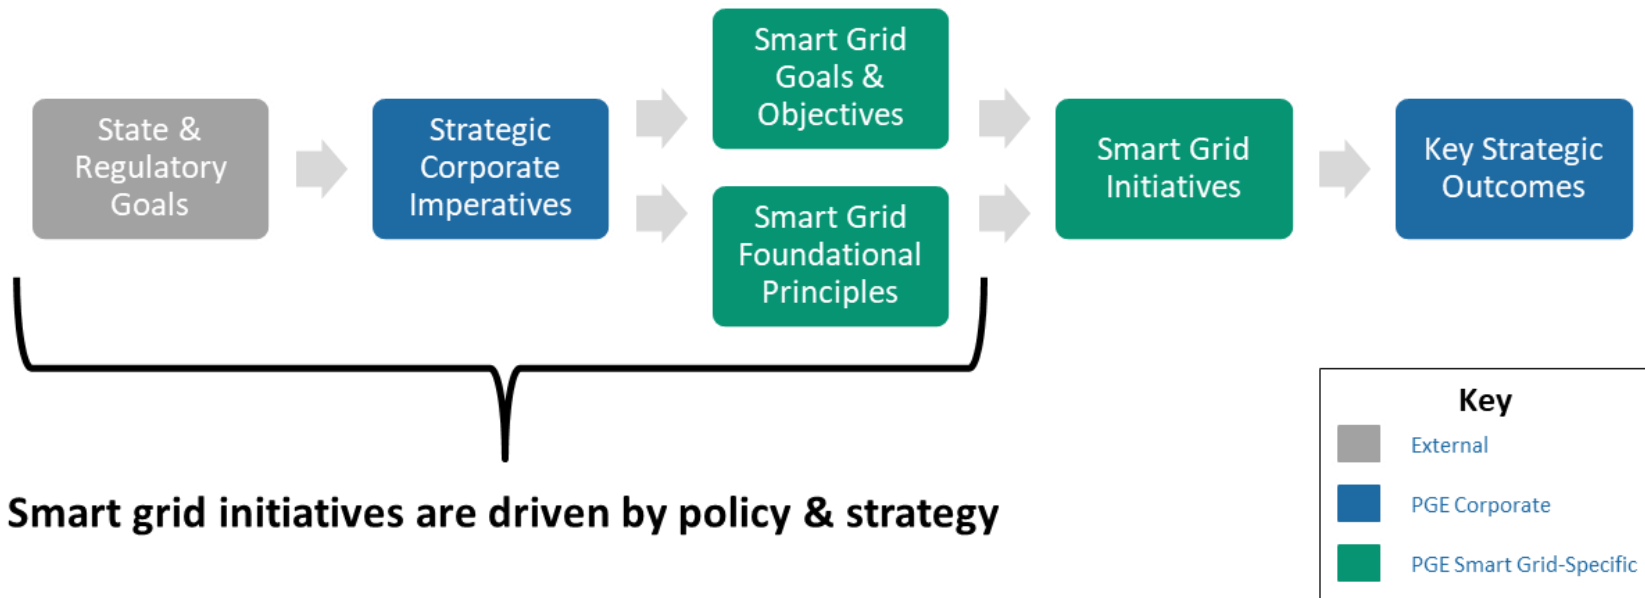 State &
Regulatory
Goals
Strategic
Corporate
Imperatives
Smart Grid
Goals &
Objectives
Smart Grid
Foundational
Principles
Smart Grid
Initiatives
Key Strategic
Outcomes
Smart grid initiatives are driven by policy & strategy
Key
External
PGE Corporate
PGE Smart Grid-Specific